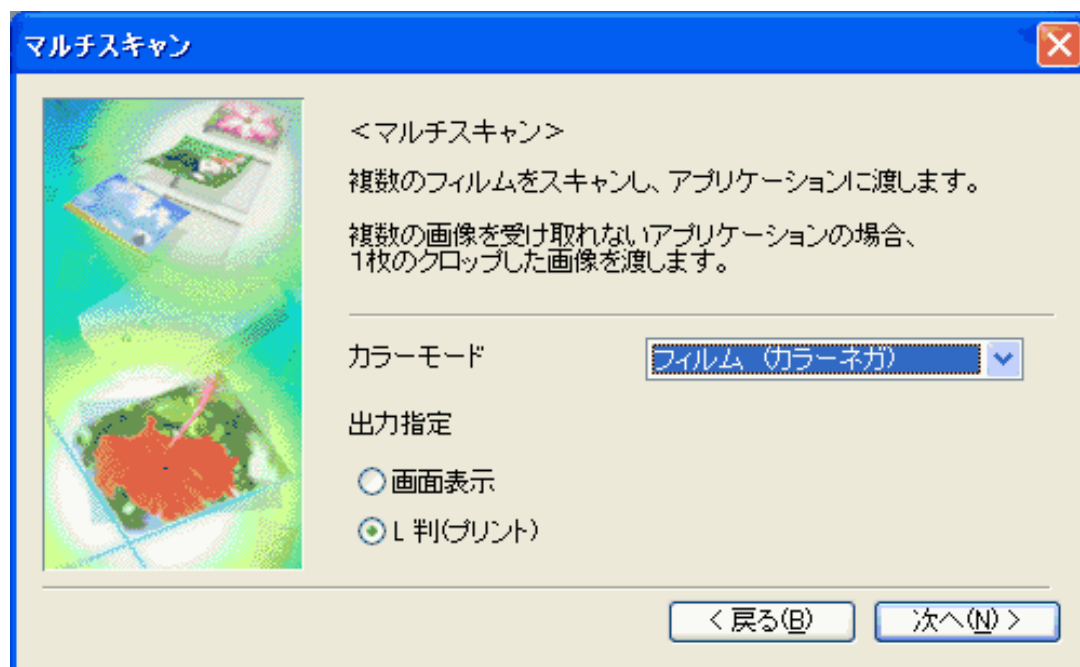 マルチスキャン
<マルチスキャン>
複数のフィルムをスキャンし、アプリケーションに渡します。
複数の画像を受け取れないアプリケーションの場合、
1枚のクロップした画像を渡します。
カラーモード
フィルム (カラーネガ)
出力指定
画面表示
L 判(プリント)
< 戻る(B)
次へ(N) >